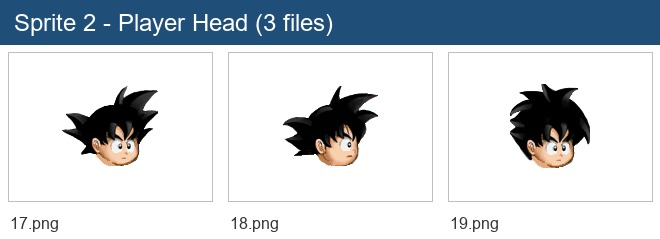 Sprite 2 - Player Head (3 files)
17.png
18.png
19.png